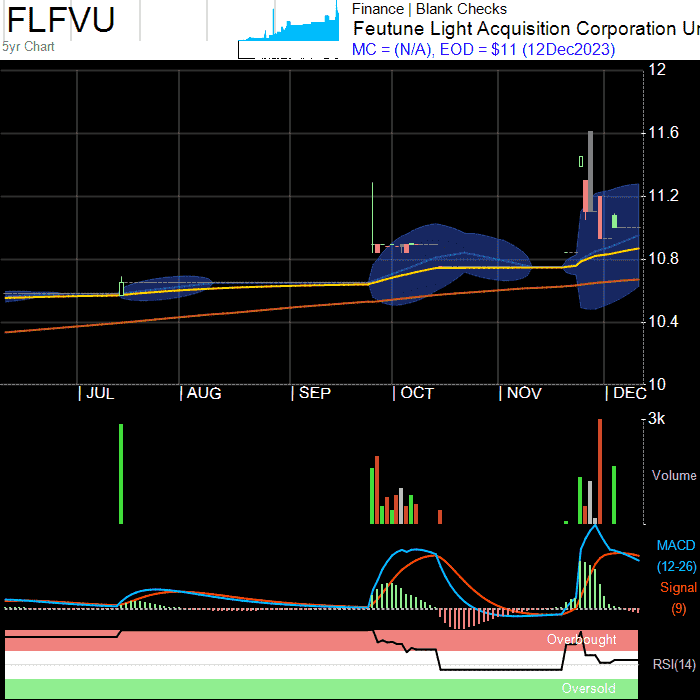 FLFVU
5yr Chart
Finance | Blank Checks
Feutune Light Acquisition Corporation Ur
MC = (N/A), EOD = $11 (12Dec2023)
12
11.6
11.2
10.8
10.4
10
| JUL | AUG | SEP | OCT | NOV | DEC
3k
Volume
MACD
(12-26)
Signal
(9)
Overbought
RSI(14)
Oversold